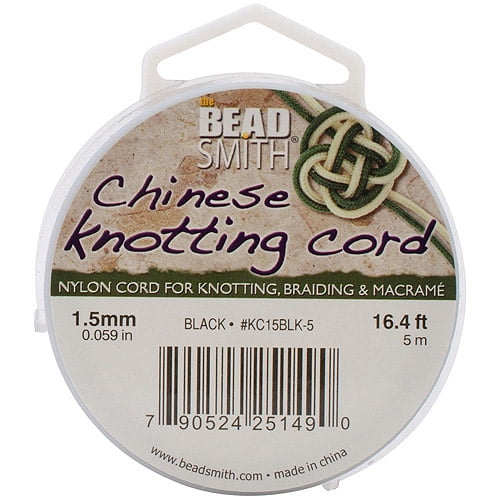 the
BEAD
SMITH®
Chinese
knotting cord
NYLON CORD FOR KNOTTING, BRAIDING & MACRAMÉ
1.5mm
0.059 in
BLACK • #KC15BLK-5
16.4 ft
5 m
7 90524 25149 0
www.beadsmith.com • made in china